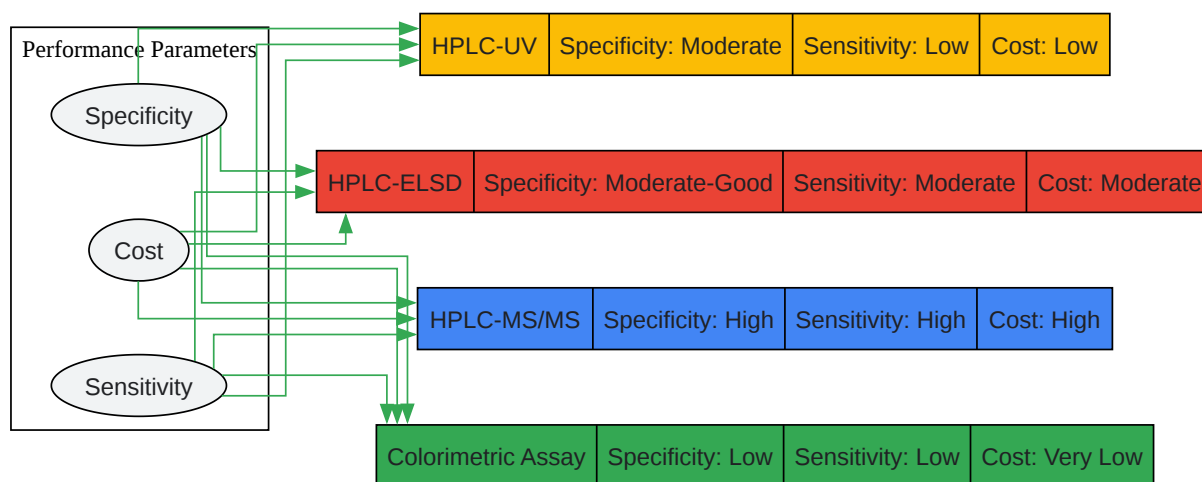 Performance Parameters
Specificity
Cost
Sensitivity
HPLC-UV Specificity: Moderate Sensitivity: Low Cost: Low
HPLC-ELSD Specificity: Moderate-Good Sensitivity: Moderate Cost: Moderate
HPLC-MS/MS Specificity: High Sensitivity: High Cost: High
Colorimetric Assay Specificity: Low Sensitivity: Low Cost: Very Low